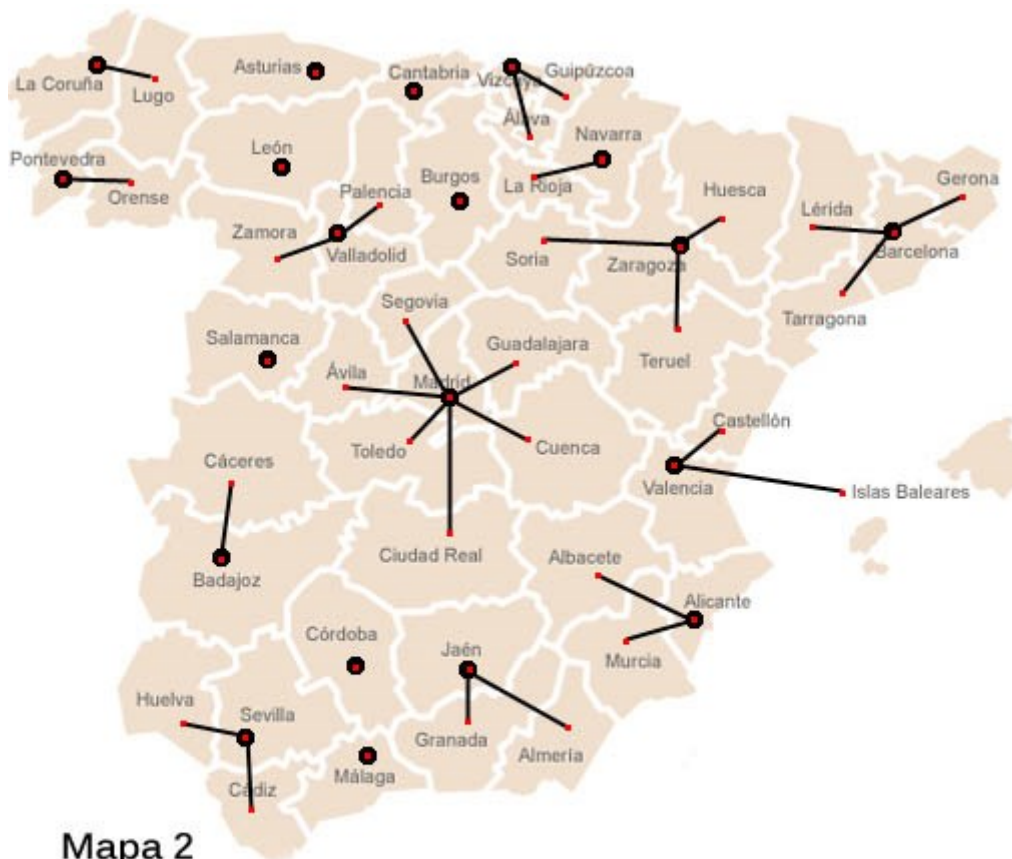 Asturias
Cantabria
Vizcaya
Guipúzcoa
La Coruña
Lugo
Álava
Navarra
León
Pontevedra
Orense
Palencia
Burgos
La Rioja
Huesca
Gerona
Lérida
Zamora
Valladolid
Soria
Zaragoza
Barcelona
Segovia
Tarragona
Salamanca
Guadalajara
Teruel
Ávila
Madrid
Castellón
Toledo
Cuenca
Cáceres
Valencia
Islas Baleares
Ciudad Real
Albacete
Badajoz
Alicante
Córdoba
Jaén
Murcia
Huelva
Sevilla
Granada
Almería
Málaga
Cádiz
Mapa 2